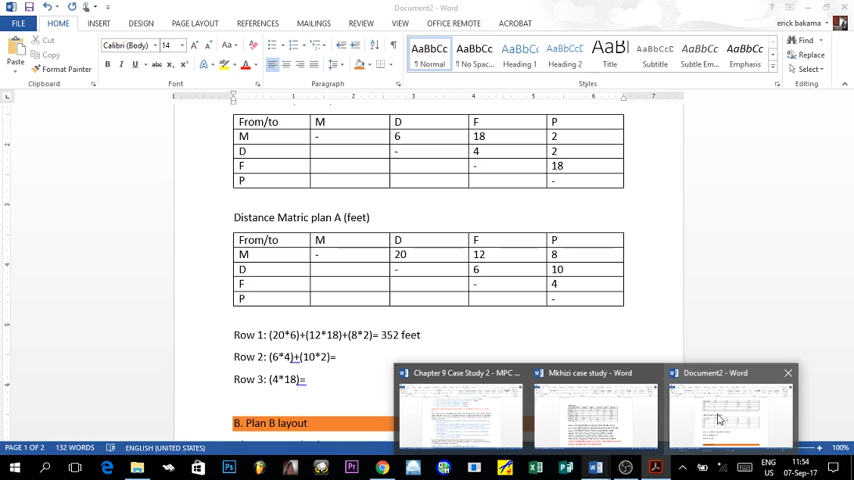 Document2 - Word
FILE HOME INSERT DESIGN PAGE LAYOUT REFERENCES MAILINGS REVIEW VIEW OFFICE REMOTE ACROBAT erick bakama
Cut
Copy
Format Painter
Paste
Clipboard
Calibri (Body) 14
Font
Paragraph
AaBbCc AaBbCc AaBbCc AaBbCc AaBl AaBbCcC AaBbCc AaBbCc
¶ Normal ¶ No Spac... Heading 1 Heading 2 Title Subtitle Subtle Em... Emphasis
Styles
Find
Replace
Select
Editing
From/to M D F P
M - 6 18 2
D - 4 2
F - 18
P -
Distance Matric plan A (feet)
From/to M D F P
M - 20 12 8
D - 6 10
F - 4
P -
Row 1: (20*6)+(12*18)+(8*2)= 352 feet
Row 2: (6*4)+(10*2)=
Row 3: (4*18)=
B. Plan B layout
Chapter 9 Case Study 2 - MPC ...
Mkhizi case study - Word
Document2 - Word
PAGE 1 OF 2 132 WORDS ENGLISH (UNITED STATES) 100%
ENG
US
11:54
07-Sep-17